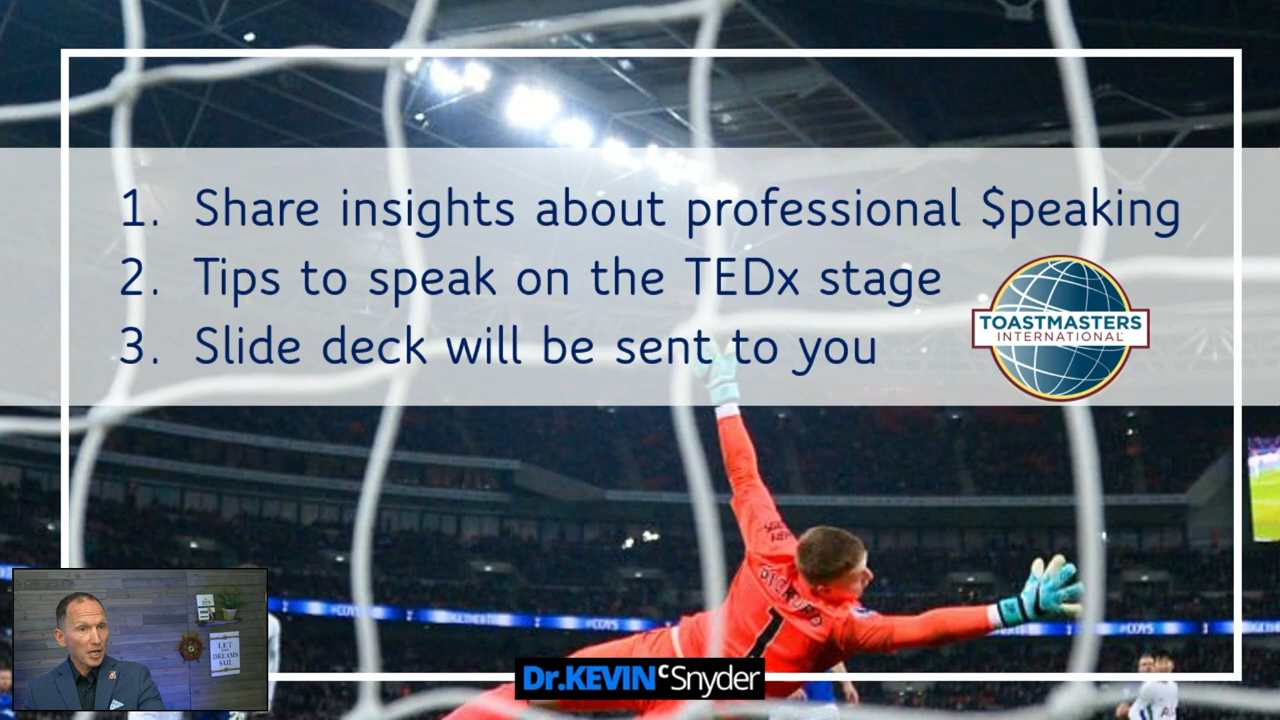 1. Share insights about professional $peaking
2. Tips to speak on the TEDx stage
3. Slide deck will be sent to you
TOASTMASTERS
INTERNATIONAL
1
LET
DREAMS
SAIL
Dr.KEVIN C Snyder